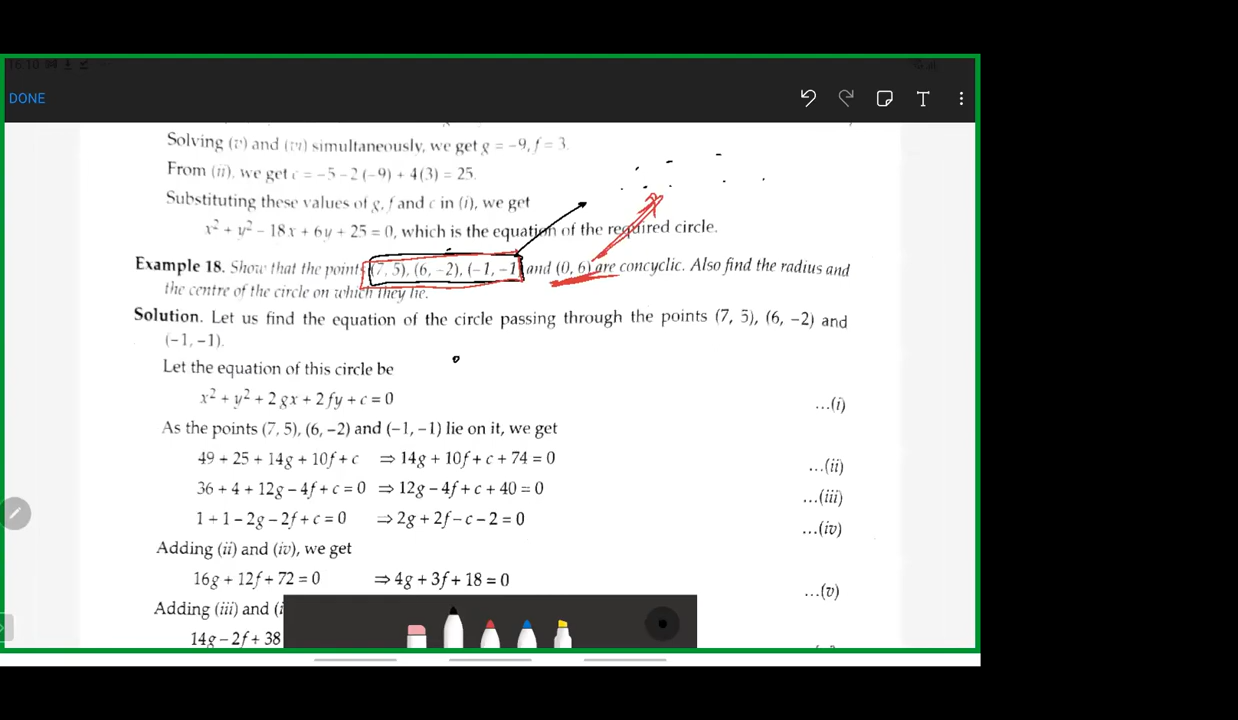 16:10
DONE
T
Solving (v) and (vi) simultaneously, we get g = −9, f = 3.
From (ii), we get c = −5 − 2(−9) + 4(3) = 25.
Substituting these values of g, f and c in (i), we get
x² + y² − 18x + 6y + 25 = 0, which is the equation of the required circle.
Example 18. Show that the point (7, 5), (6, −2), (−1, −1) and (0, 6) are concyclic. Also find the radius and
the centre of the circle on which they lie.
Solution. Let us find the equation of the circle passing through the points (7, 5), (6, −2) and
(−1, −1).
Let the equation of this circle be
x² + y² + 2gx + 2fy + c = 0 ...(i)
As the points (7, 5), (6, −2) and (−1, −1) lie on it, we get
49 + 25 + 14g + 10f + c ⇒ 14g + 10f + c + 74 = 0 ...(ii)
36 + 4 + 12g − 4f + c = 0 ⇒ 12g − 4f + c + 40 = 0 ...(iii)
1 + 1 − 2g − 2f + c = 0 ⇒ 2g + 2f − c − 2 = 0 ...(iv)
Adding (ii) and (iv), we get
16g + 12f + 72 = 0 ⇒ 4g + 3f + 18 = 0 ...(v)
Adding (iii) and (i
14g − 2f + 38